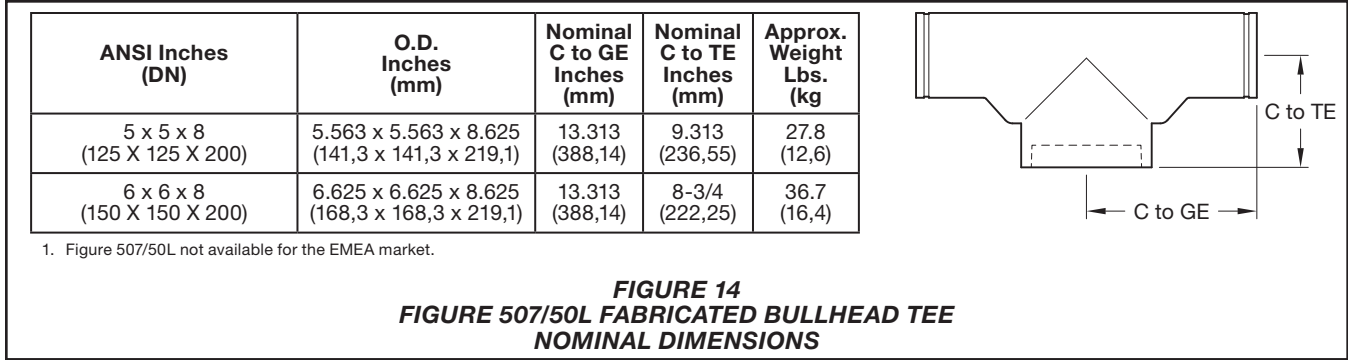 ANSI Inches
(DN)
O.D.
Inches
(mm)
Nominal
C to GE
Inches
(mm)
Nominal
C to TE
Inches
(mm)
Approx.
Weight
Lbs.
(kg
5 x 5 x 8
(125 X 125 X 200)
5.563 x 5.563 x 8.625
(141,3 x 141,3 x 219,1)
13.313
(388,14)
9.313
(236,55)
27.8
(12,6)
6 x 6 x 8
(150 X 150 X 200)
6.625 x 6.625 x 8.625
(168,3 x 168,3 x 219,1)
13.313
(388,14)
8-3/4
(222,25)
36.7
(16,4)
C to TE
C to GE
1. Figure 507/50L not available for the EMEA market.
FIGURE 14
FIGURE 507/50L FABRICATED BULLHEAD TEE
NOMINAL DIMENSIONS